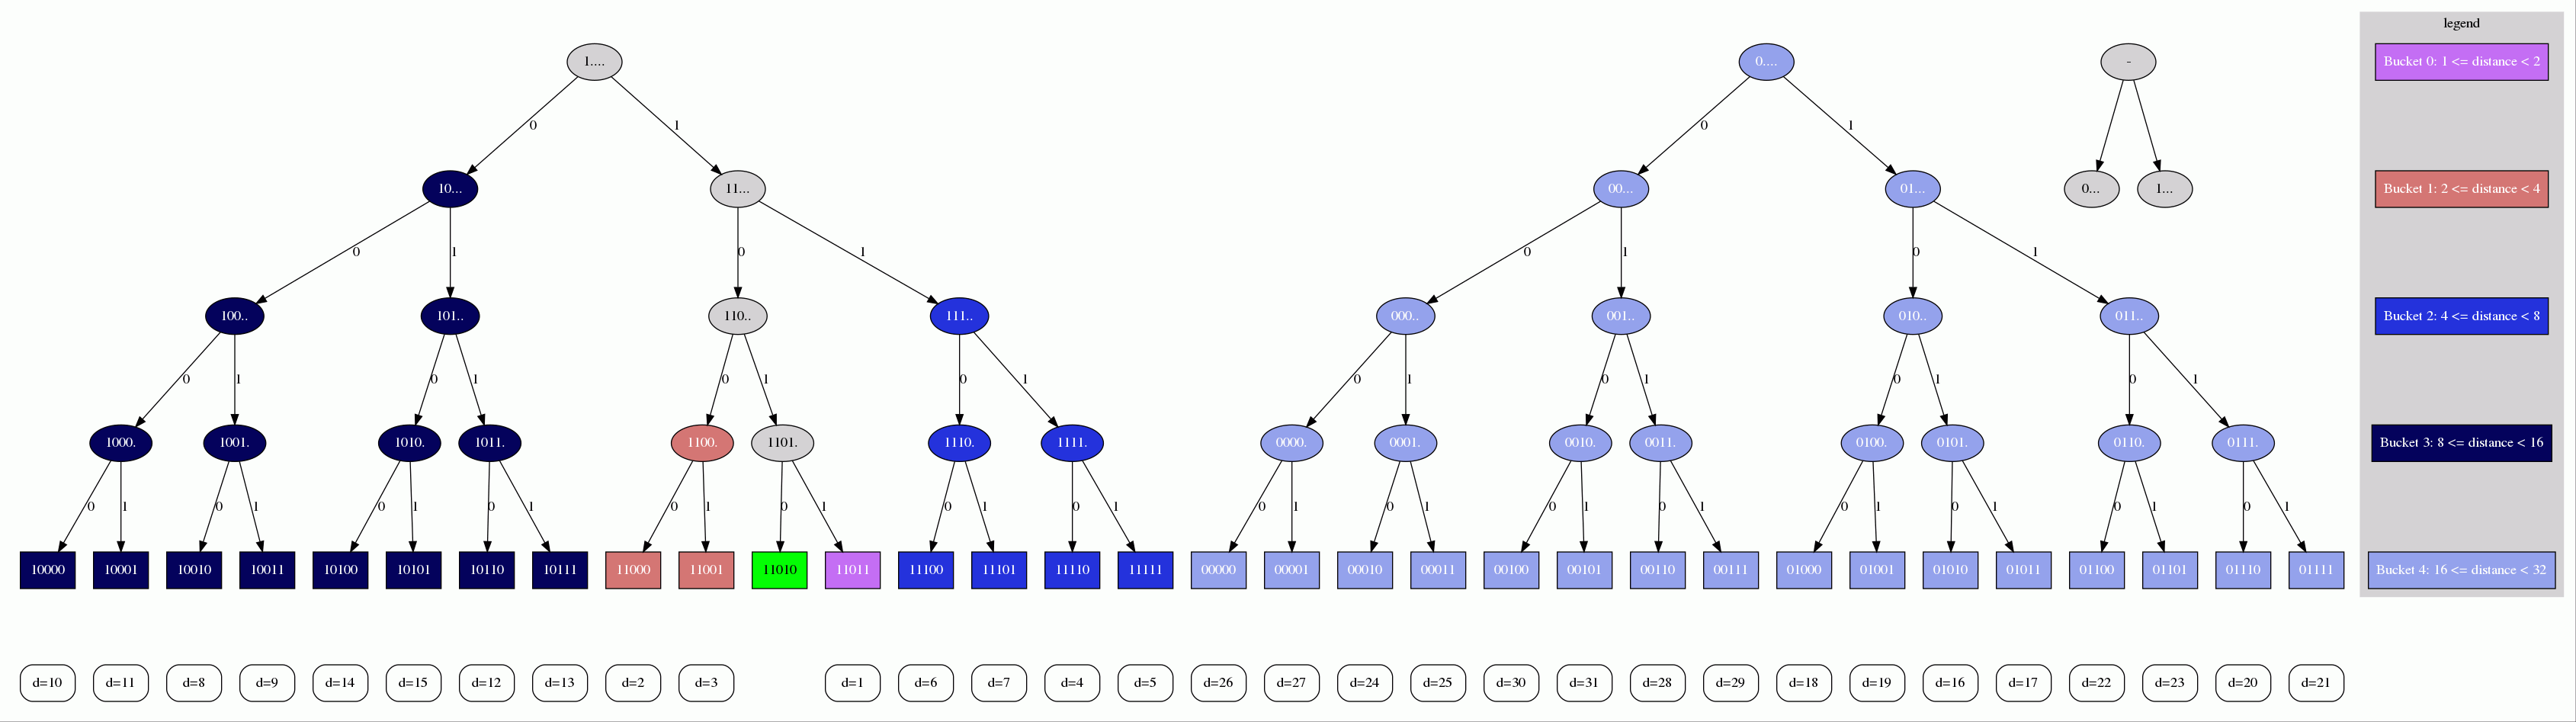 legend
1.... 0.... - Bucket 0: 1 <= distance < 2
0 1 0 1
10... 11... 00... 01... 0... 1... Bucket 1: 2 <= distance < 4
0 1 0 1 0 1 0 1
100.. 101.. 110.. 111.. 000.. 001.. 010.. 011.. Bucket 2: 4 <= distance < 8
0 1 0 1 0 1 0 1 0 1 0 1 0 1 0 1
1000. 1001. 1010. 1011. 1100. 1101. 1110. 1111. 0000. 0001. 0010. 0011. 0100. 0101. 0110. 0111. Bucket 3: 8 <= distance < 16
0 1 0 1 0 1 0 1 0 1 0 1 0 1 0 1 0 1 0 1 0 1 0 1 0 1 0 1 0 1 0 1
10000 10001 10010 10011 10100 10101 10110 10111 11000 11001 11010 11011 11100 11101 11110 11111 00000 00001 00010 00011 00100 00101 00110 00111 01000 01001 01010 01011 01100 01101 01110 01111 Bucket 4: 16 <= distance < 32
d=10 d=11 d=8 d=9 d=14 d=15 d=12 d=13 d=2 d=3 d=1 d=6 d=7 d=4 d=5 d=26 d=27 d=24 d=25 d=30 d=31 d=28 d=29 d=18 d=19 d=16 d=17 d=22 d=23 d=20 d=21